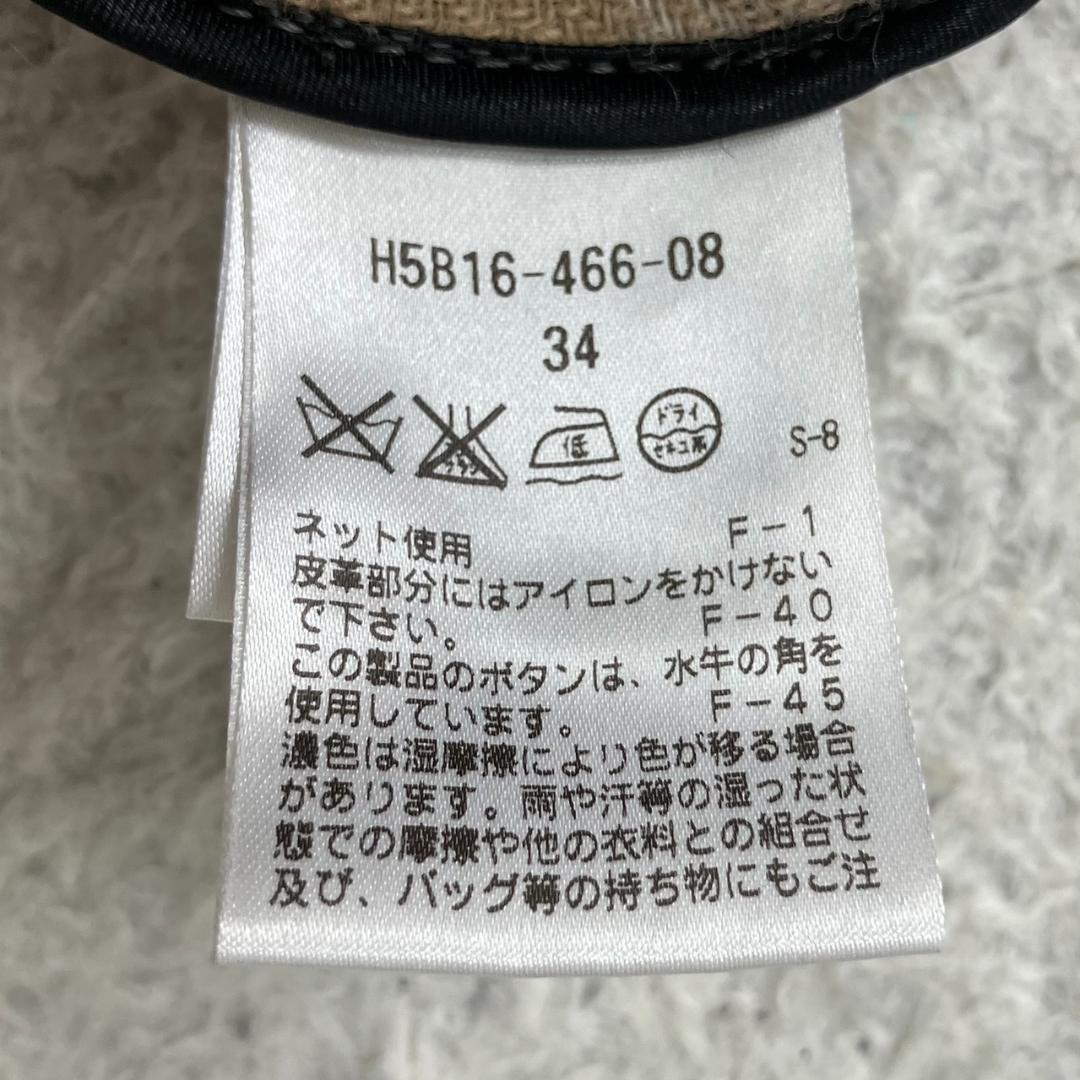 H5B16-466-08
34
低
ドライ
セキユ系
S-8
ネット使用 F-1
皮革部分にはアイロンをかけない
で下さい。 F-40
この製品のボタンは、水牛の角を
使用しています。 F-45
濃色は湿摩擦により色が移る場合
があります。雨や汗等の湿った状
態での摩擦や他の衣料との組合せ
及び、バッグ等の持ち物にもご注